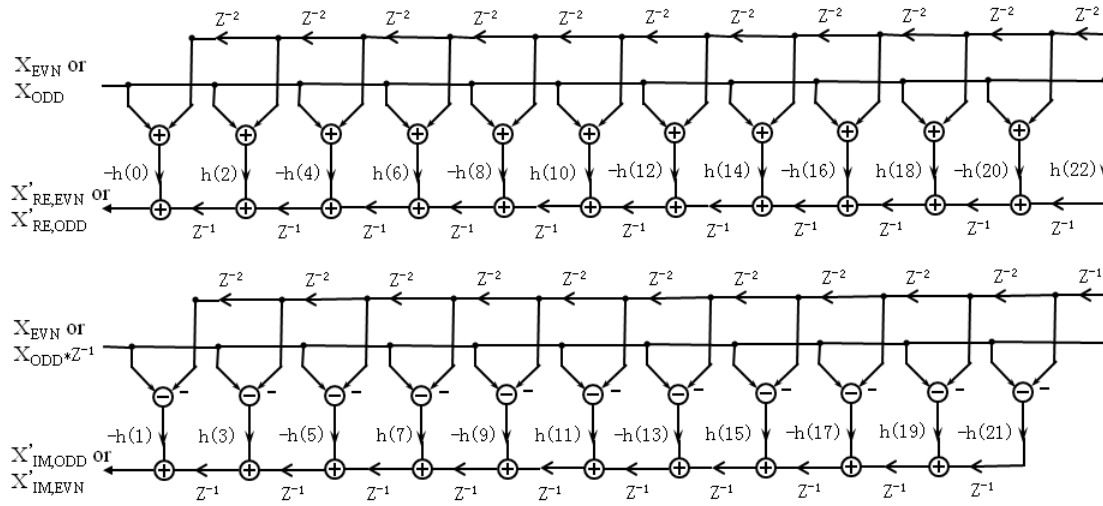 Z⁻² Z⁻² Z⁻² Z⁻² Z⁻² Z⁻² Z⁻² Z⁻² Z⁻² Z⁻² Z⁻²
X_EVN or
X_ODD
-h(0) h(2) -h(4) h(6) -h(8) h(10) -h(12) h(14) -h(16) h(18) -h(20) h(22)
X'_RE,EVN or
X'_RE,ODD
Z⁻¹ Z⁻¹ Z⁻¹ Z⁻¹ Z⁻¹ Z⁻¹ Z⁻¹ Z⁻¹ Z⁻¹ Z⁻¹ Z⁻¹
Z⁻² Z⁻² Z⁻² Z⁻² Z⁻² Z⁻² Z⁻² Z⁻² Z⁻² Z⁻² Z⁻¹
X_EVN or
X_ODD*Z⁻¹
-h(1) h(3) -h(5) h(7) -h(9) h(11) -h(13) h(15) -h(17) h(19) -h(21)
X'_IM,ODD or
X'_IM,EVN
Z⁻¹ Z⁻¹ Z⁻¹ Z⁻¹ Z⁻¹ Z⁻¹ Z⁻¹ Z⁻¹ Z⁻¹ Z⁻¹